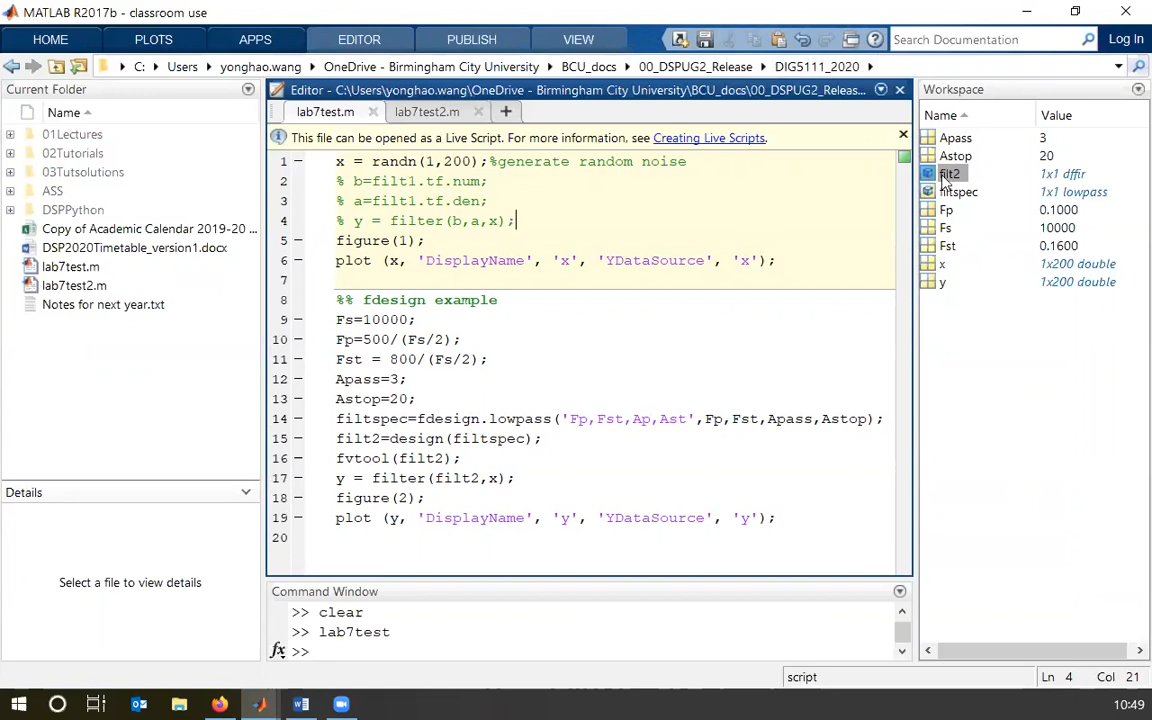 MATLAB R2017b - classroom use
HOME PLOTS APPS EDITOR PUBLISH VIEW Search Documentation Log In
C: Users yonghao.wang OneDrive - Birmingham City University BCU_docs 00_DSPUG2_Release DIG5111_2020
Current Folder
Name
01Lectures
02Tutorials
03Tutsolutions
ASS
DSPPython
Copy of Academic Calendar 2019-20 ...
DSP2020Timetable_version1.docx
lab7test.m
lab7test2.m
Notes for next year.txt
Details
Select a file to view details
Editor - C:\Users\yonghao.wang\OneDrive - Birmingham City University\BCU_docs\00_DSPUG2_Releas...
lab7test.m lab7test2.m
This file can be opened as a Live Script. For more information, see Creating Live Scripts.
1 x = randn(1,200);%generate random noise
2 % b=filt1.tf.num;
3 % a=filt1.tf.den;
4 % y = filter(b,a,x);
5 figure(1);
6 plot (x, 'DisplayName', 'x', 'YDataSource', 'x');
7
8 %% fdesign example
9 Fs=10000;
10 Fp=500/(Fs/2);
11 Fst = 800/(Fs/2);
12 Apass=3;
13 Astop=20;
14 filtspec=fdesign.lowpass('Fp,Fst,Ap,Ast',Fp,Fst,Apass,Astop);
15 filt2=design(filtspec);
16 fvtool(filt2);
17 y = filter(filt2,x);
18 figure(2);
19 plot (y, 'DisplayName', 'y', 'YDataSource', 'y');
20
Command Window
>> clear
>> lab7test
fx >>
Workspace
Name Value
Apass 3
Astop 20
filt2 1x1 dffir
filtspec 1x1 lowpass
Fp 0.1000
Fs 10000
Fst 0.1600
x 1x200 double
y 1x200 double
script Ln 4 Col 21
10:49